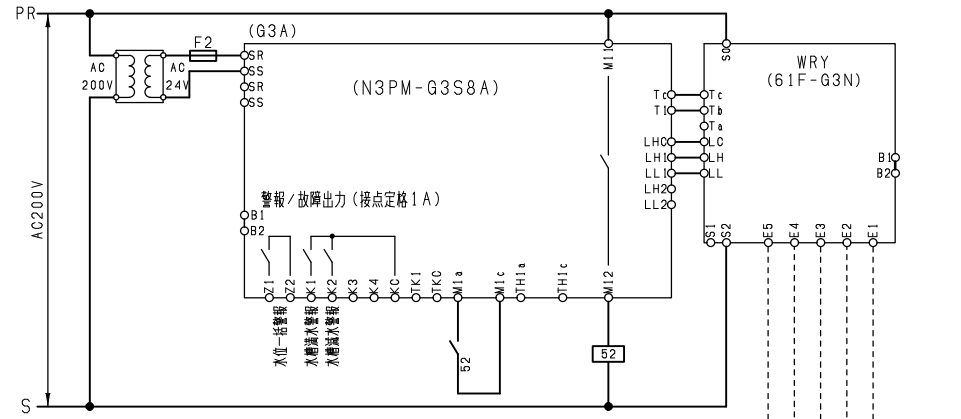 PR
(G3A)
F2
SR
SS
SR
SS
AC
200V
AC
24V
(N3PM-G3S8A)
M11
S0
WRY
(61F-G3N)
Tc
T1
LHC
LH1
LL1
LH2
LL2
Tc
Tb
Ta
LC
LH
LL
B1
B2
AC200V
警報/故障出力(接点定格1A)
B1
B2
Z1
Z2
K1
K2
K3
K4
KC
TK1
TKC
M1a
M1c
TH1a
TH1c
M12
S1
S2
E5
E4
E3
E2
E1
水位一括警報
水槽満水警報
水槽減水警報
52
52
S